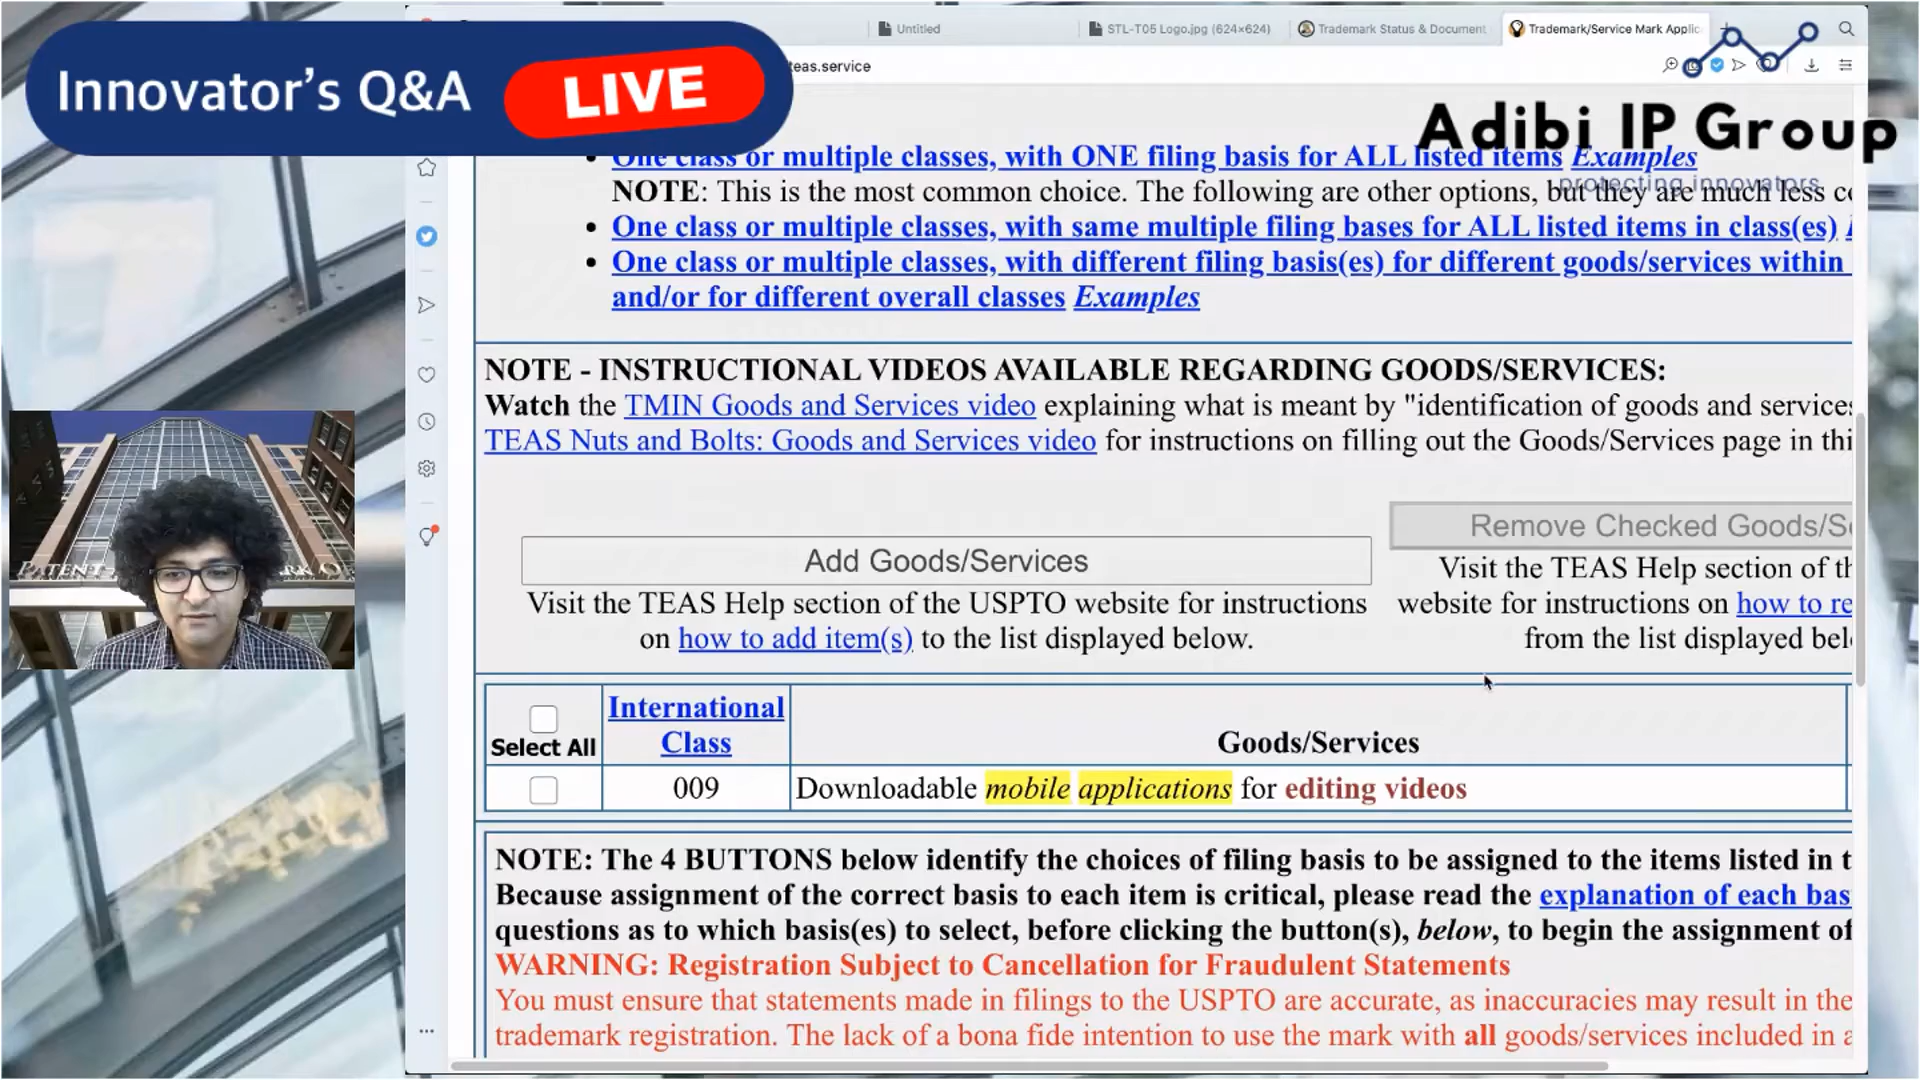 Innovator's Q&A LIVE
Untitled
STL-T05 Logo.jpg (624×624)
Trademark Status & Document
Trademark/Service Mark Applic
teas.service
Adibi IP Group
protecting innovators
One class or multiple classes, with ONE filing basis for ALL listed items Examples
NOTE: This is the most common choice. The following are other options, but they are much less
One class or multiple classes, with same multiple filing bases for ALL listed items in class(es)
One class or multiple classes, with different filing basis(es) for different goods/services within
and/or for different overall classes Examples
NOTE - INSTRUCTIONAL VIDEOS AVAILABLE REGARDING GOODS/SERVICES:
Watch the TMIN Goods and Services video explaining what is meant by "identification of goods and services
TEAS Nuts and Bolts: Goods and Services video for instructions on filling out the Goods/Services page in thi
Add Goods/Services
Visit the TEAS Help section of the USPTO website for instructions
on how to add item(s) to the list displayed below.
Remove Checked Goods/S
Visit the TEAS Help section of th
website for instructions on how to re
from the list displayed bel
Select All
International
Class
Goods/Services
009
Downloadable mobile applications for editing videos
NOTE: The 4 BUTTONS below identify the choices of filing basis to be assigned to the items listed in t
Because assignment of the correct basis to each item is critical, please read the explanation of each bas
questions as to which basis(es) to select, before clicking the button(s), below, to begin the assignment of
WARNING: Registration Subject to Cancellation for Fraudulent Statements
You must ensure that statements made in filings to the USPTO are accurate, as inaccuracies may result in the
trademark registration. The lack of a bona fide intention to use the mark with all goods/services included in a